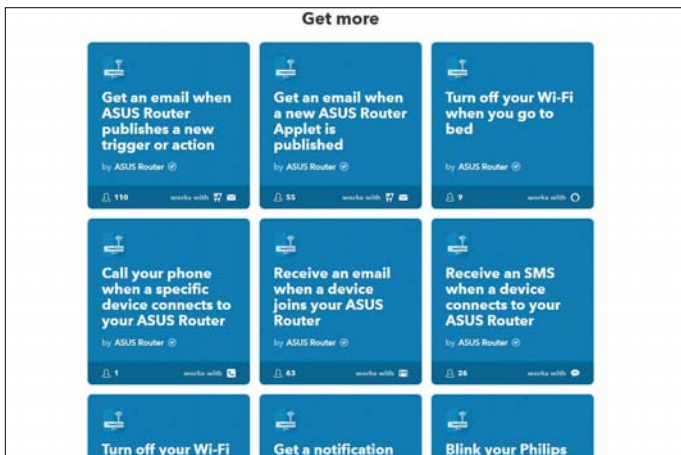 Get more
Get an email when
ASUS Router
publishes a new
trigger or action
by ASUS Router
110 works with
Get an email when
a new ASUS Router
Applet is
published
by ASUS Router
55 works with
Turn off your Wi-Fi
when you go to
bed
by ASUS Router
9 works with
Call your phone
when a specific
device connects to
your ASUS Router
by ASUS Router
1 works with
Receive an email
when a device
joins your ASUS
Router
by ASUS Router
63 works with
Receive an SMS
when a device
connects to your
ASUS Router
by ASUS Router
26 works with
Turn off your Wi-Fi
Get a notification
Blink your Philips